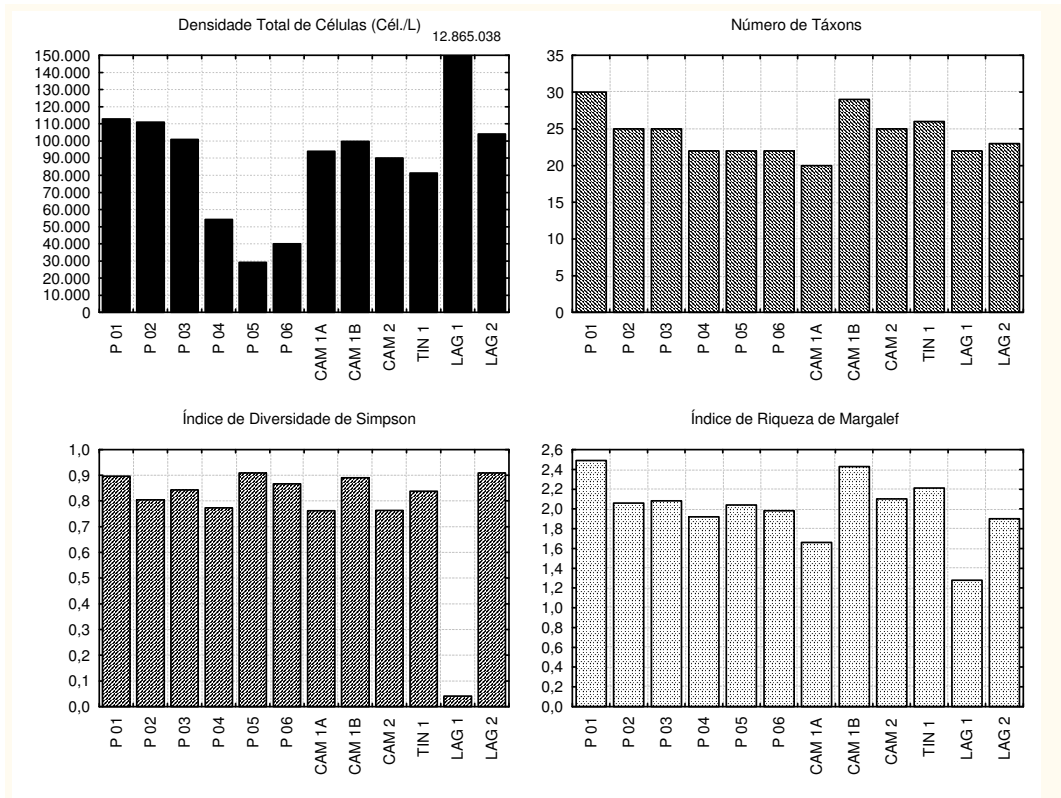 Densidade Total de Células (Cél./L)
12.865.038
150.000
140.000
130.000
120.000
110.000
100.000
90.000
80.000
70.000
60.000
50.000
40.000
30.000
20.000
10.000
0
P 01
P 02
P 03
P 04
P 05
P 06
CAM 1A
CAM 1B
CAM 2
TIN 1
LAG 1
LAG 2
Número de Táxons
35
30
25
20
15
10
5
0
P 01
P 02
P 03
P 04
P 05
P 06
CAM 1A
CAM 1B
CAM 2
TIN 1
LAG 1
LAG 2
Índice de Diversidade de Simpson
1,0
0,9
0,8
0,7
0,6
0,5
0,4
0,3
0,2
0,1
0,0
P 01
P 02
P 03
P 04
P 05
P 06
CAM 1A
CAM 1B
CAM 2
TIN 1
LAG 1
LAG 2
Índice de Riqueza de Margalef
2,6
2,4
2,2
2,0
1,8
1,6
1,4
1,2
1,0
0,8
0,6
0,4
0,2
0,0
P 01
P 02
P 03
P 04
P 05
P 06
CAM 1A
CAM 1B
CAM 2
TIN 1
LAG 1
LAG 2